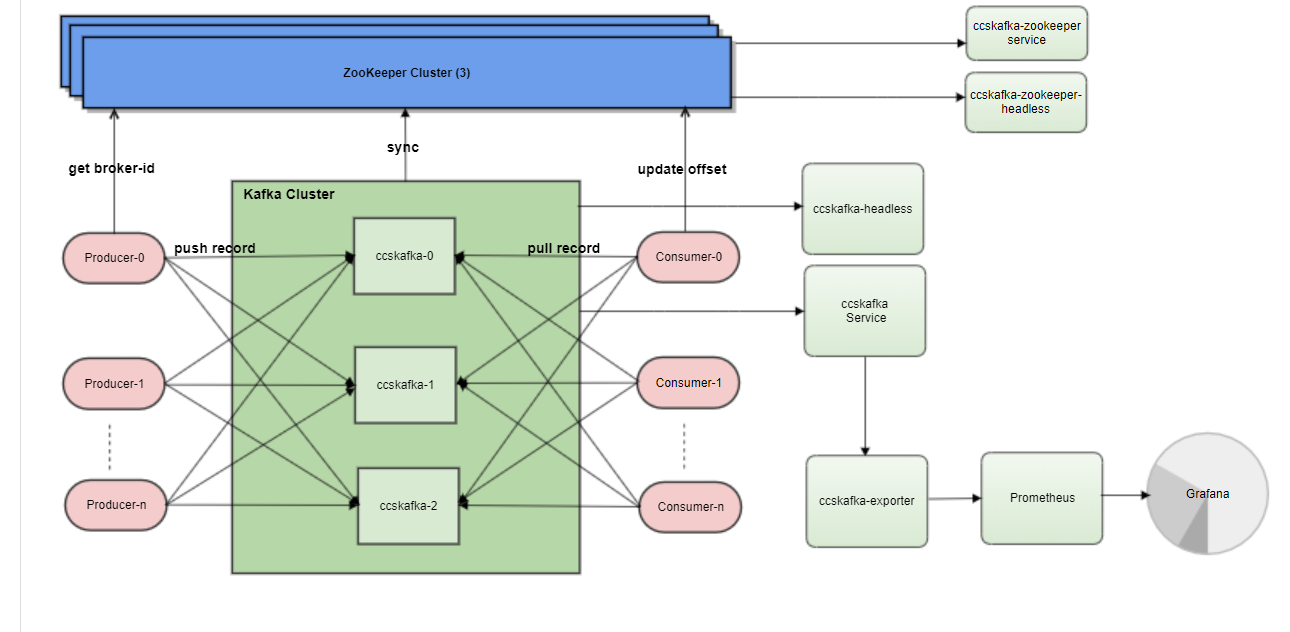 ccskafka-zookeeper
service
ZooKeeper Cluster (3)
ccskafka-zookeeper-
headless
get broker-id
sync
update offset
Kafka Cluster
ccskafka-headless
Producer-0
push record
ccskafka-0
pull record
Consumer-0
ccskafka
Service
Producer-1
ccskafka-1
Consumer-1
Producer-n
ccskafka-2
Consumer-n
ccskafka-exporter
Prometheus
Grafana